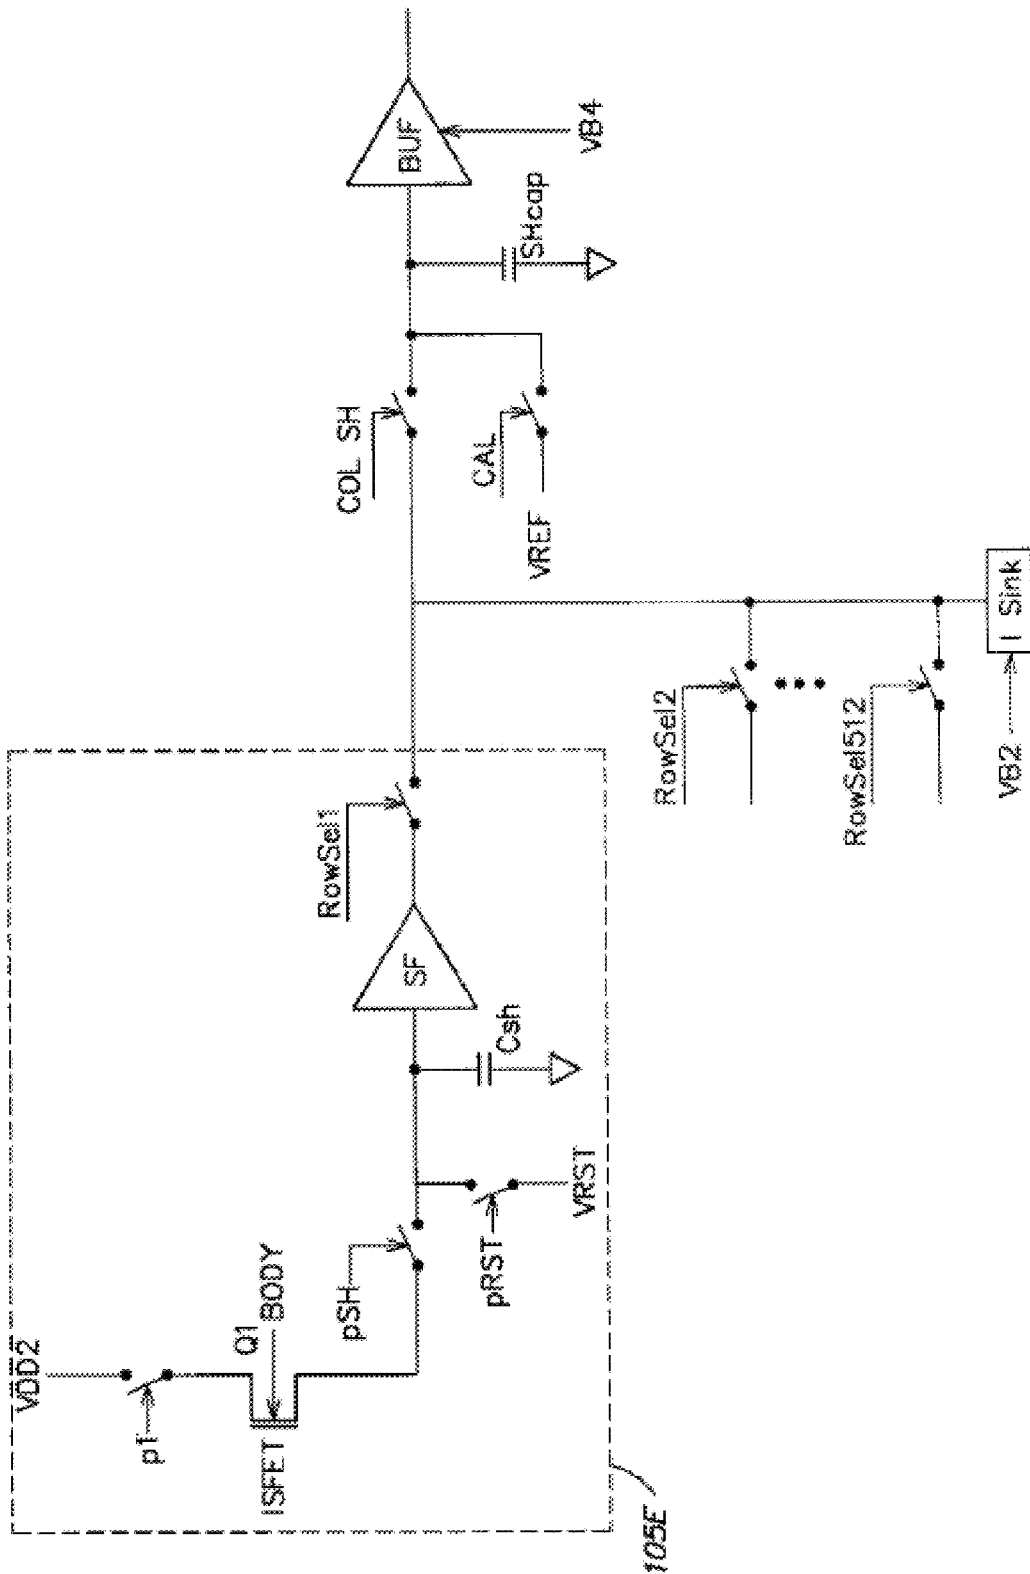 VDD2
p1
ISFET
Q1
BODY
pSH
pRST
VRST
Csh
SF
RowSel1
105E
RowSel2
RowSel512
VB2
I Sink
COL SH
CAL
VREF
SHcap
BUF
VB4